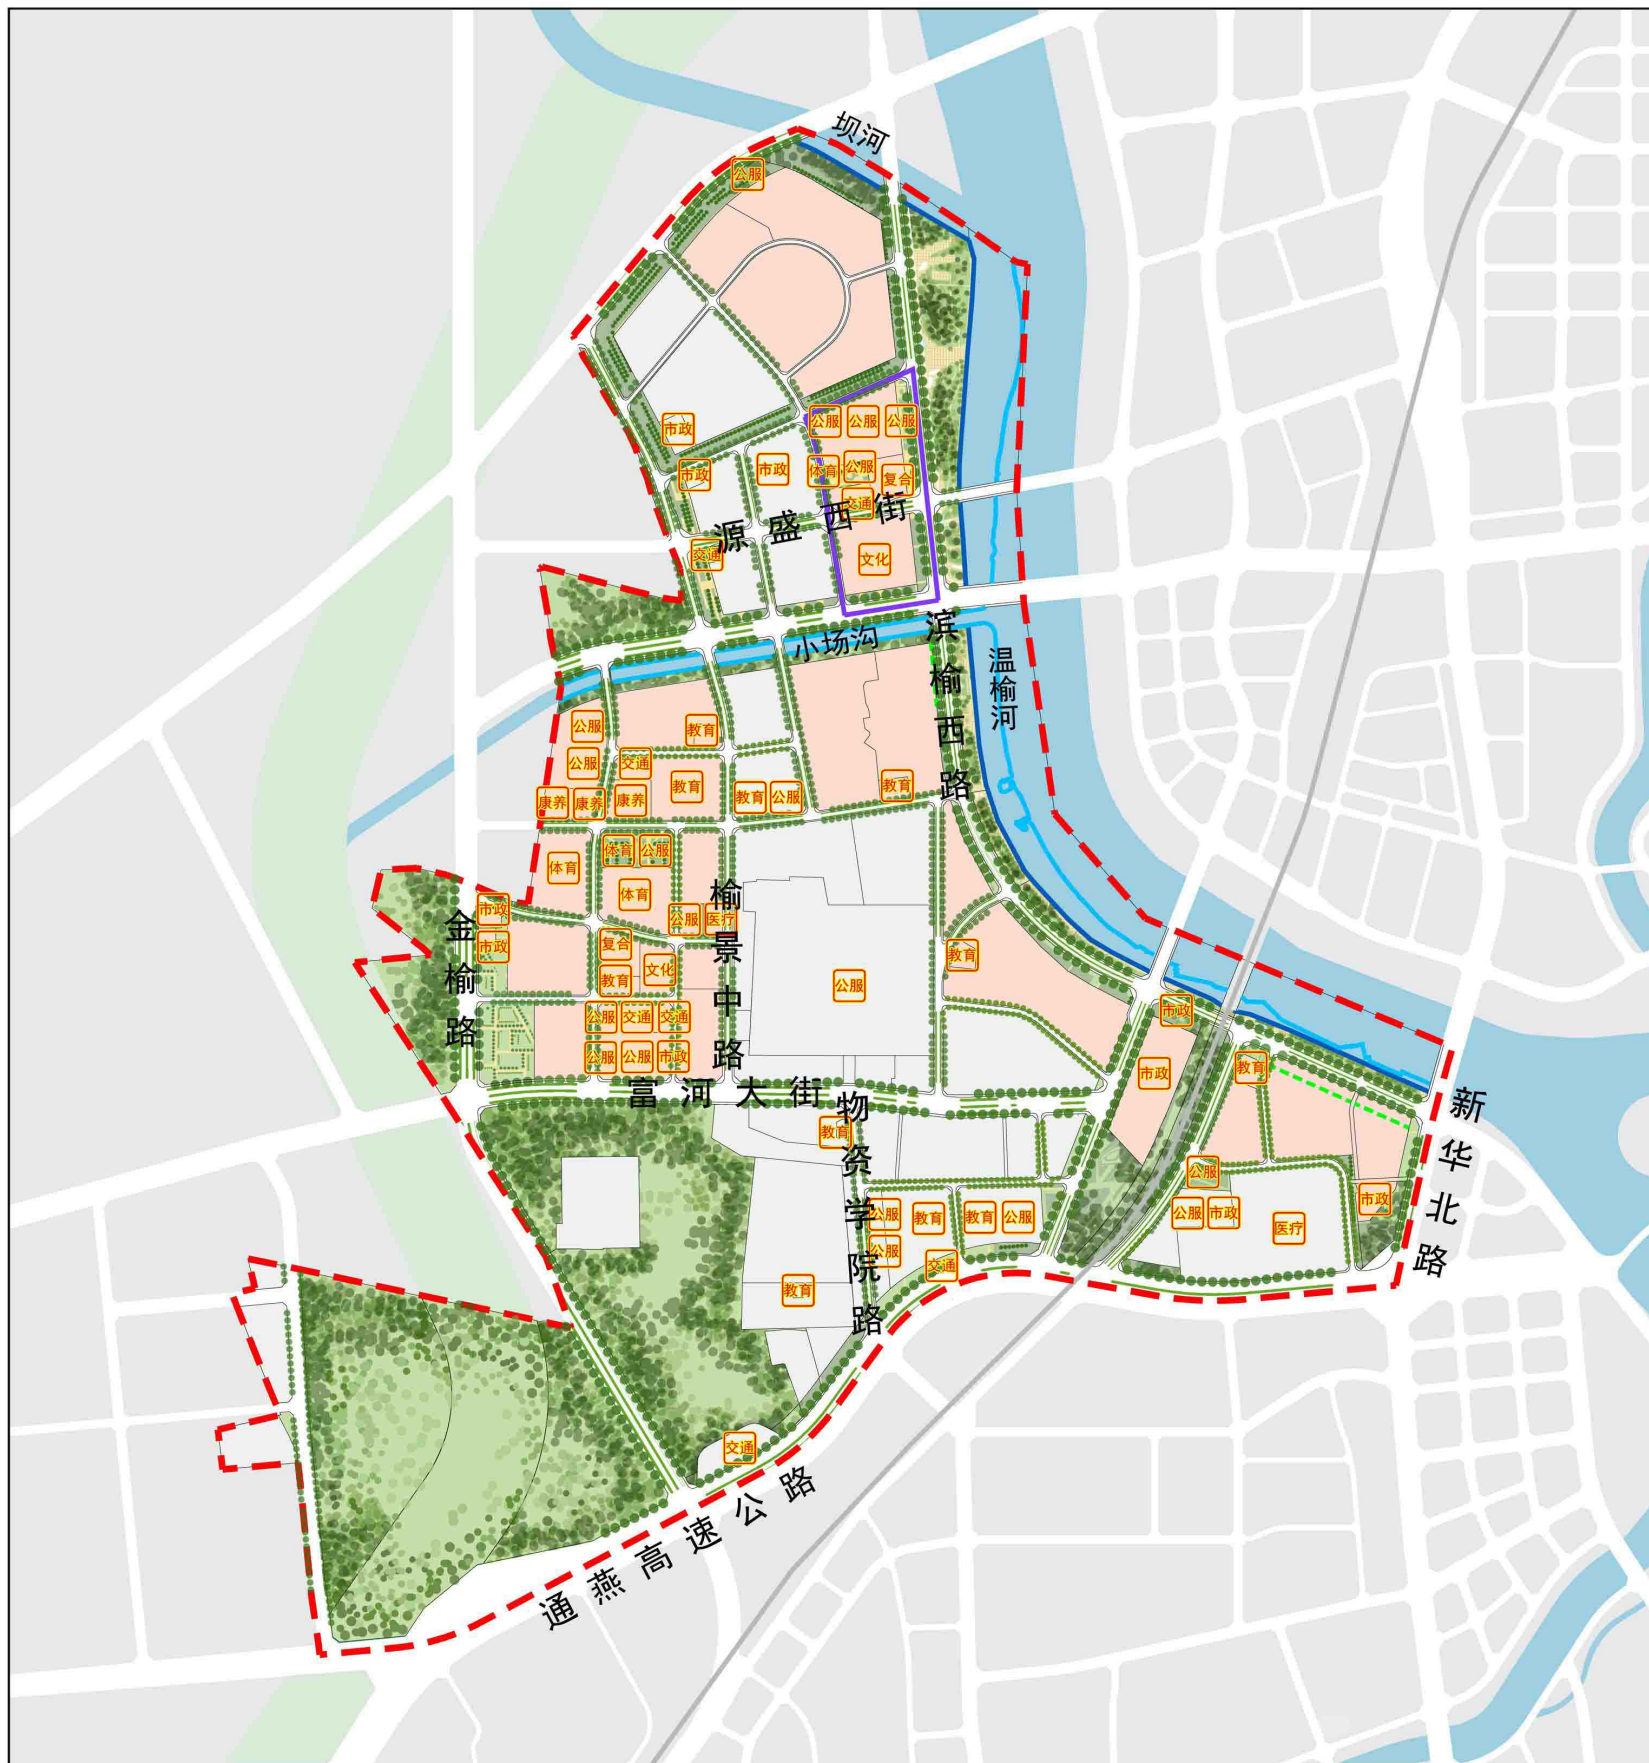 坝河
公服
公服
公服
公服
市政
市政
市政
体育
公服
复合
交通
源盛西街
交通
文化
小场沟
滨榆西路
温榆河
公服
教育
公服
交通
康养
康养
康养
教育
教育
公服
教育
体育
体育
公服
体育
市政
公服
医疗
榆景中路
金榆路
市政
复合
教育
文化
教育
公服
公服
交通
交通
公服
公服
市政
市政
市政
教育
富河大街
物资学院路
教育
新华北路
公服
公服
市政
市政
医疗
公服
教育
教育
公服
公服
交通
教育
交通
通燕高速公路